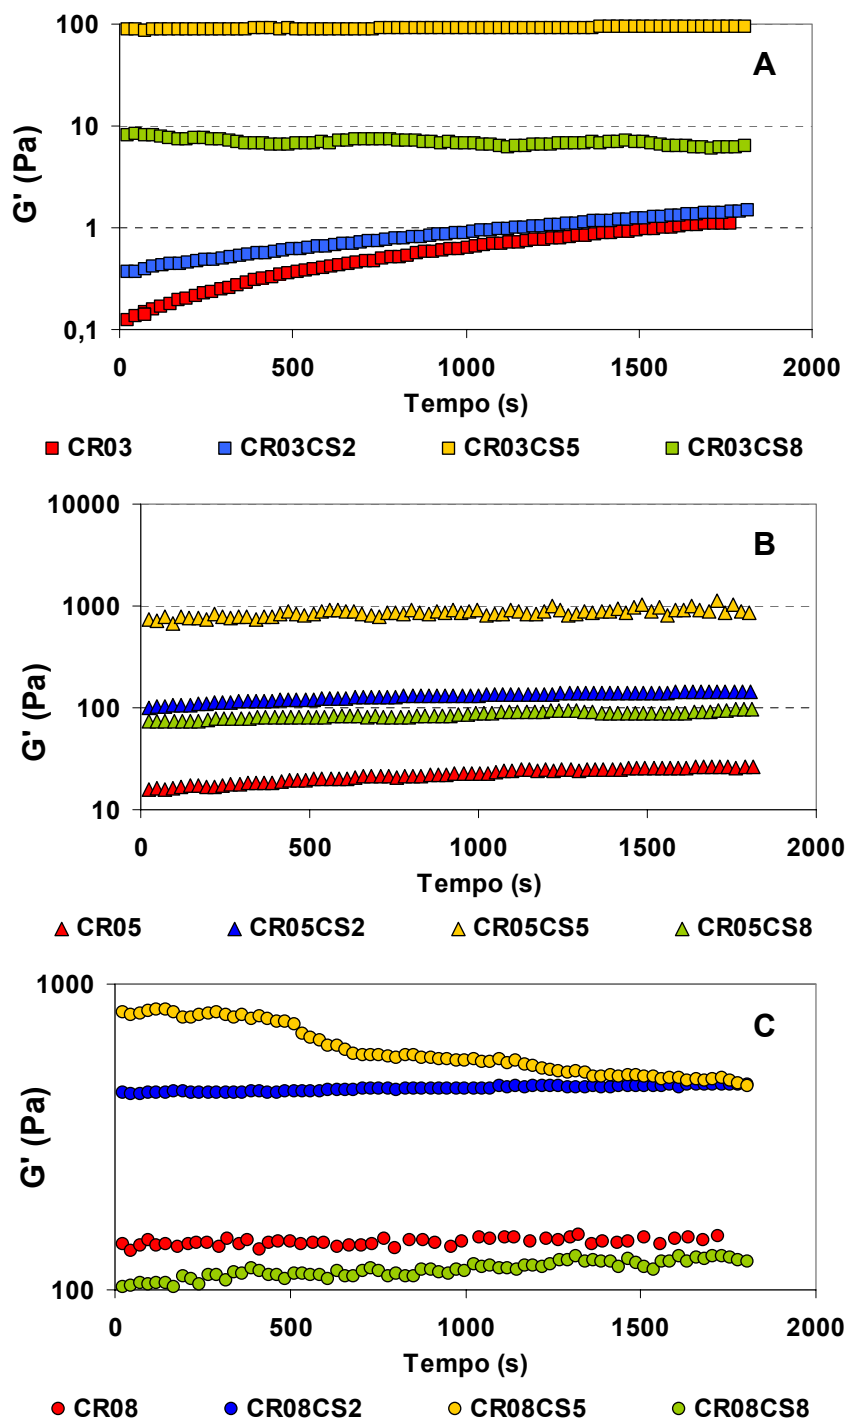 100
A
10
G' (Pa)
1
0,1
0 500 1000 1500 2000
Tempo (s)
CR03 CR03CS2 CR03CS5 CR03CS8
10000
B
1000
G' (Pa)
100
10
0 500 1000 1500 2000
Tempo (s)
CR05 CR05CS2 CR05CS5 CR05CS8
1000
C
G' (Pa)
100
0 500 1000 1500 2000
Tempo (s)
CR08 CR08CS2 CR08CS5 CR08CS8